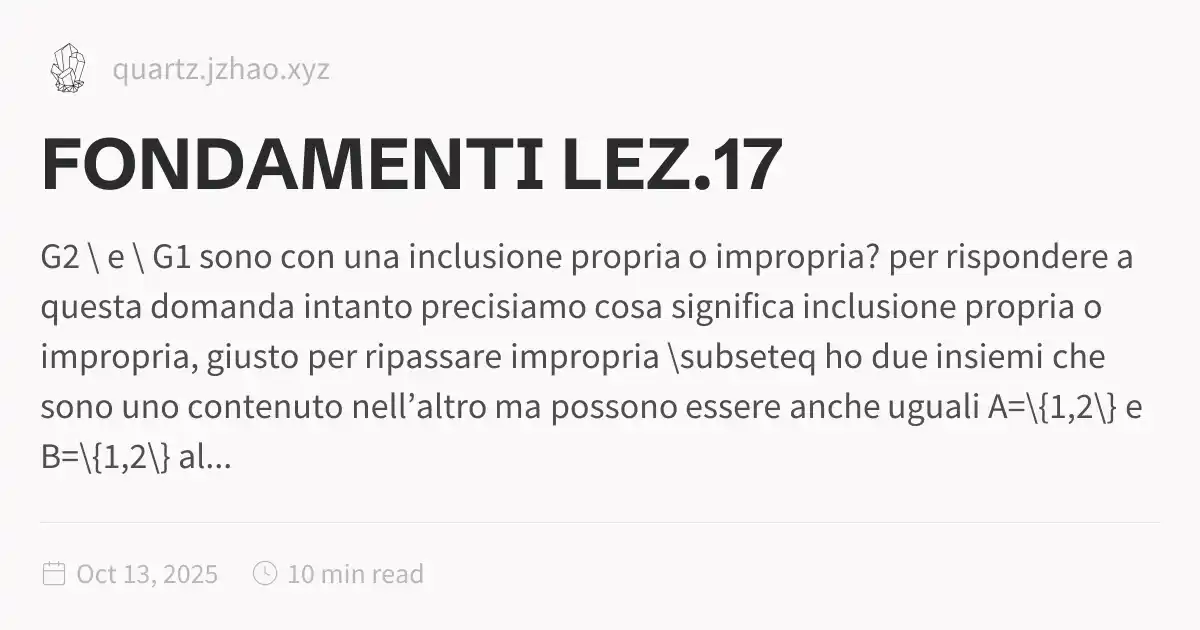 quartz.jzhao.xyz
FONDAMENTI LEZ.17
G2 \ e \ G1 sono con una inclusione propria o impropria? per rispondere a
questa domanda intanto precisiamo cosa significa inclusione propria o
impropria, giusto per ripassare impropria \subseteq ho due insiemi che
sono uno contenuto nell’altro ma possono essere anche uguali A=\{1,2\} e
B=\{1,2\} al...
Oct 13, 2025 10 min read